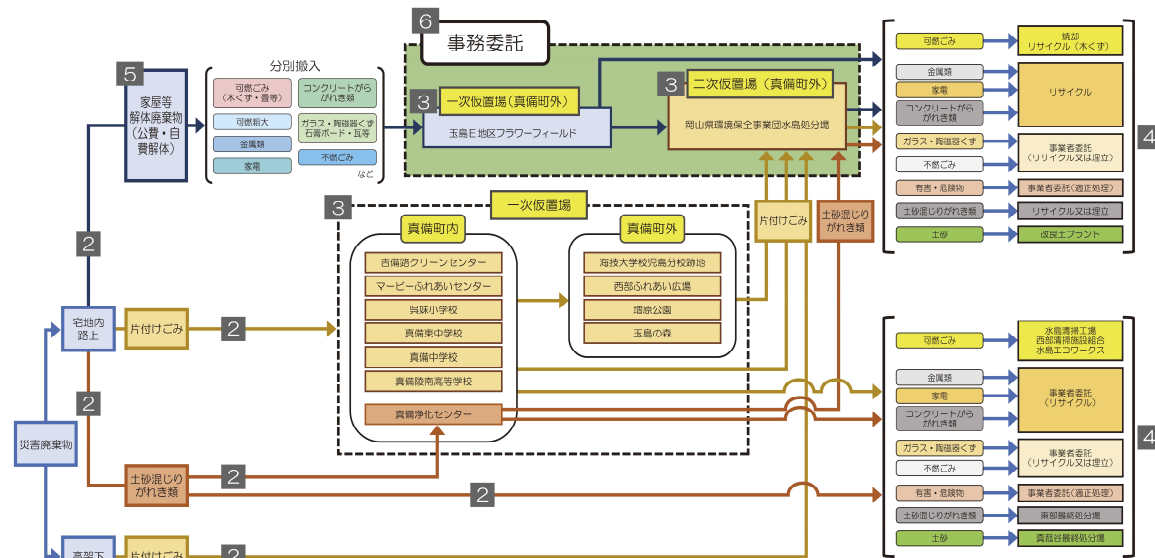 6
事務委託
5
家屋等
解体廃棄物
(公費・自
費解体)
分別搬入
可燃ごみ
(木くず・畳等)
可燃粗大
金属類
家電
コンクリートがら
がれき類
ガラス・陶磁器くず
石膏ボード・瓦等
不燃ごみ
など
3
一次仮置場(真備町外)
玉島E地区フラワーフィールド
3
二次仮置場(真備町外)
岡山県環境保全事業団水島処分場
可燃ごみ
焼却
リサイクル(木くず)
金属類
家電
コンクリートがら
がれき類
リサイクル
ガラス・陶磁器くず
不燃ごみ
事業者委託
(リリイクル又は埋立)
有害・危険物
事業者委託(適正処理)
土砂混じりがれき類
リサイクル又は埋立
土砂
改良土プラント
4
3
一次仮置場
真備町内
吉備路クリーンセンター
マービーふれあいセンター
呉妹小学校
真備東中学校
真備中学校
真備陵南高等学校
真備浄化センター
真備町外
海技大学校児島分校跡地
西部ふれあい広場
増原公園
玉島の森
片付けごみ
土砂混じり
がれき類
2
宅地内
路上
片付けごみ
2
2
災害廃棄物
土砂混じり
がれき類
2
2
高架下
片付けごみ
2
可燃ごみ
水島清掃工場
西部清掃施設組合
水島エコワークス
金属類
家電
コンクリートがら
がれき類
事業者委託
(リサイクル)
ガラス・陶磁器くず
不燃ごみ
事業者委託
(リサイクル又は埋立)
有害・危険物
事業者委託(適正処理)
土砂混じりがれき類
東部最終処分場
土砂
真菰谷最終処分場
4